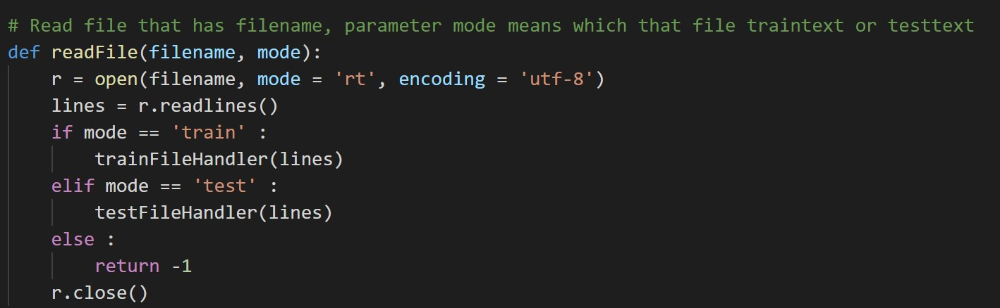 # Read file that has filename, parameter mode means which that file traintext or testtext
def readFile(filename, mode):
    r = open(filename, mode = 'rt', encoding = 'utf-8')
    lines = r.readlines()
    if mode == 'train' :
        trainFileHandler(lines)
    elif mode == 'test' :
        testFileHandler(lines)
    else :
        return -1
    r.close()